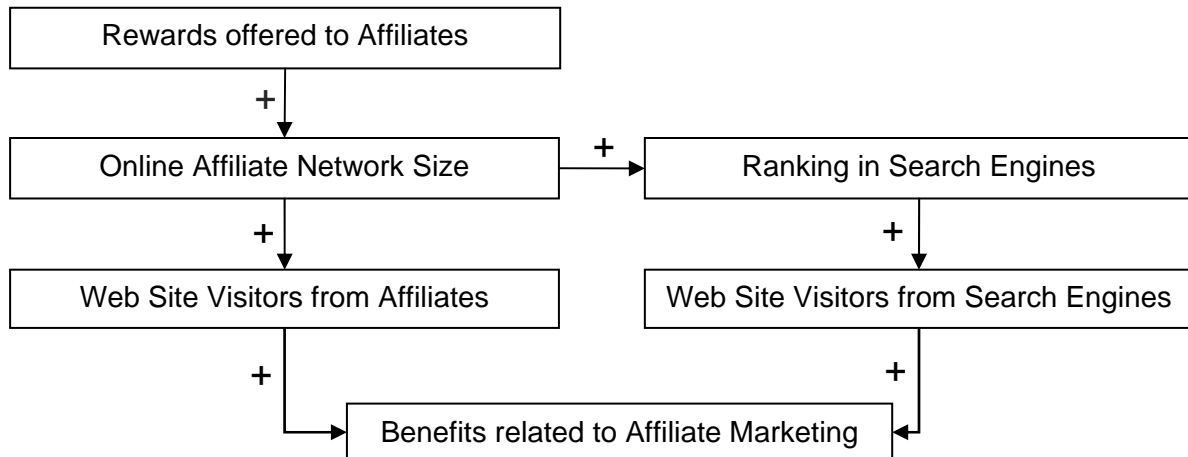 Rewards offered to Affiliates
+
Online Affiliate Network Size
+
Ranking in Search Engines
+
+
Web Site Visitors from Affiliates
Web Site Visitors from Search Engines
+
+
Benefits related to Affiliate Marketing